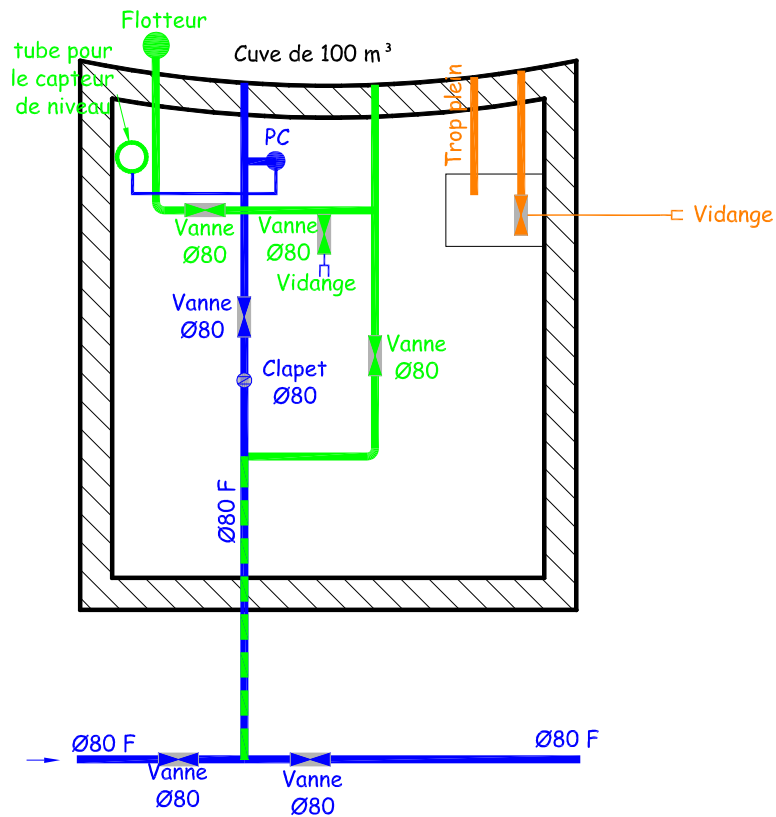 Flotteur
Cuve de 100 m³
tube pour
le capteur
de niveau
PC
Trop plein
Vanne
Ø80
Vanne
Ø80
Vidange
Vidange
Vanne
Ø80
Vanne
Ø80
Clapet
Ø80
Ø80 F
Ø80 F
Ø80 F
Vanne
Ø80
Vanne
Ø80